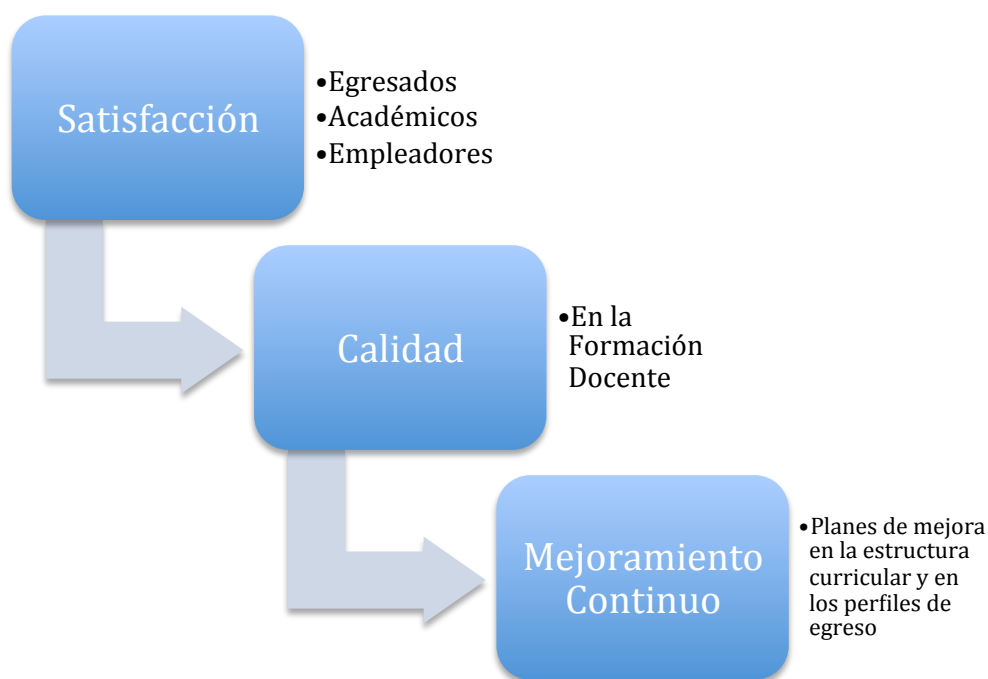 Satisfacción
•Egresados
•Académicos
•Empleadores
Calidad
•En la
Formación
Docente
Mejoramiento
Continuo
•Planes de mejora
en la estructura
curricular y en
los perfiles de
egreso